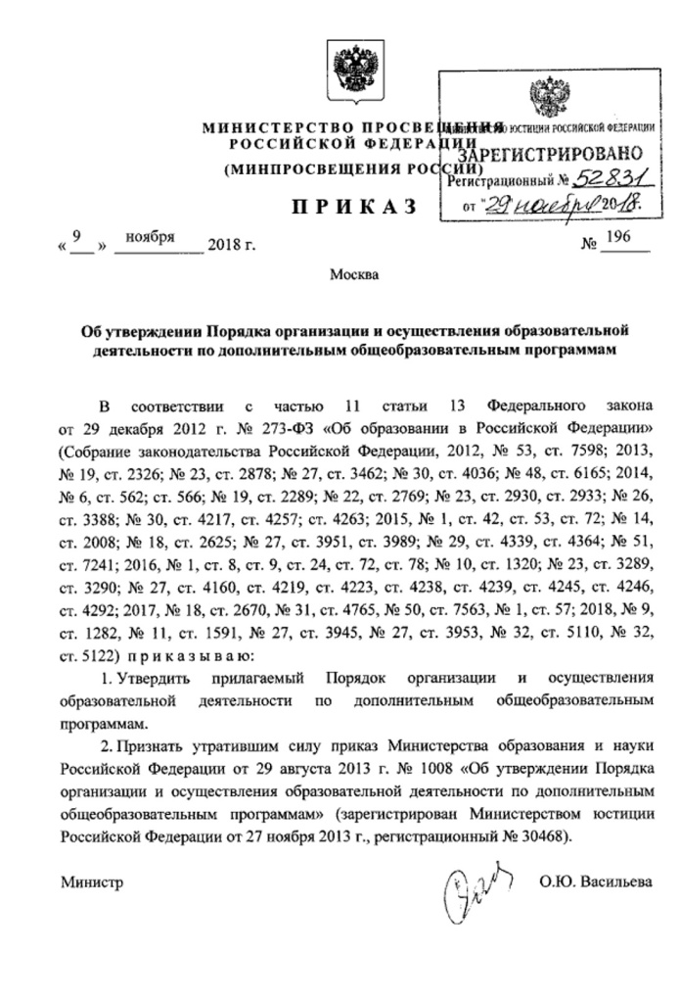 МИНИСТЕРСТВО ПРОСВЕЩЕНИЯ
РОССИЙСКОЙ ФЕДЕРАЦИИ
(МИНПРОСВЕЩЕНИЯ РОССИИ)
ПРИКАЗ
МИНИСТЕРСТВО ЮСТИЦИИ РОССИЙСКОЙ ФЕДЕРАЦИИ
ЗАРЕГИСТРИРОВАНО
Регистрационный № 52831
от "29" ноября 2018.
« 9 » ноября 2018 г. № 196
Москва
Об утверждении Порядка организации и осуществления образовательной
деятельности по дополнительным общеобразовательным программам
В соответствии с частью 11 статьи 13 Федерального закона
от 29 декабря 2012 г. № 273-ФЗ «Об образовании в Российской Федерации»
(Собрание законодательства Российской Федерации, 2012, № 53, ст. 7598; 2013,
№ 19, ст. 2326; № 23, ст. 2878; № 27, ст. 3462; № 30, ст. 4036; № 48, ст. 6165; 2014,
№ 6, ст. 562; ст. 566; № 19, ст. 2289; № 22, ст. 2769; № 23, ст. 2930, ст. 2933; № 26,
ст. 3388; № 30, ст. 4217, ст. 4257; ст. 4263; 2015, № 1, ст. 42, ст. 53, ст. 72; № 14,
ст. 2008; № 18, ст. 2625; № 27, ст. 3951, ст. 3989; № 29, ст. 4339, ст. 4364; № 51,
ст. 7241; 2016, № 1, ст. 8, ст. 9, ст. 24, ст. 72, ст. 78; № 10, ст. 1320; № 23, ст. 3289,
ст. 3290; № 27, ст. 4160, ст. 4219, ст. 4223, ст. 4238, ст. 4239, ст. 4245, ст. 4246,
ст. 4292; 2017, № 18, ст. 2670, № 31, ст. 4765, № 50, ст. 7563, № 1, ст. 57; 2018, № 9,
ст. 1282, № 11, ст. 1591, № 27, ст. 3945, № 27, ст. 3953, № 32, ст. 5110, № 32,
ст. 5122) приказываю:
1. Утвердить прилагаемый Порядок организации и осуществления
образовательной деятельности по дополнительным общеобразовательным
программам.
2. Признать утратившим силу приказ Министерства образования и науки
Российской Федерации от 29 августа 2013 г. № 1008 «Об утверждении Порядка
организации и осуществления образовательной деятельности по дополнительным
общеобразовательным программам» (зарегистрирован Министерством юстиции
Российской Федерации от 27 ноября 2013 г., регистрационный № 30468).
Министр О.Ю. Васильева